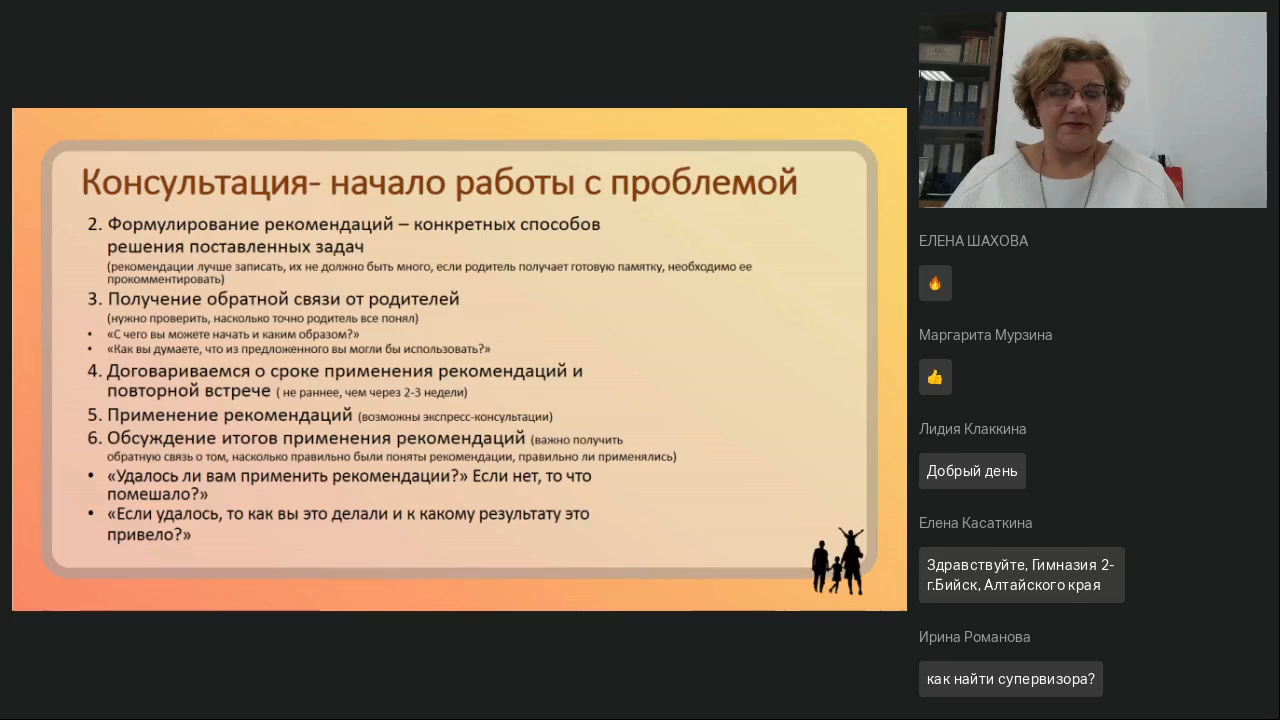 Консультация- начало работы с проблемой
2. Формулирование рекомендаций – конкретных способов
решения поставленных задач
(рекомендации лучше записать, их не должно быть много, если родитель получает готовую памятку, необходимо ее
прокомментировать)
3. Получение обратной связи от родителей
(нужно проверить, насколько точно родитель все понял)
• «С чего вы можете начать и каким образом?»
• «Как вы думаете, что из предложенного вы могли бы использовать?»
4. Договариваемся о сроке применения рекомендаций и
повторной встрече ( не раннее, чем через 2-3 недели)
5. Применение рекомендаций (возможны экспресс-консультации)
6. Обсуждение итогов применения рекомендаций (важно получить
обратную связь о том, насколько правильно были поняты рекомендации, правильно ли применялись)
• «Удалось ли вам применить рекомендации?» Если нет, то что
помешало?»
• «Если удалось, то как вы это делали и к какому результату это
привело?»
ЕЛЕНА ШАХОВА
Маргарита Мурзина
Лидия Клаккина
Добрый день
Елена Касаткина
Здравствуйте, Гимназия 2-
г.Бийск, Алтайского края
Ирина Романова
как найти супервизора?